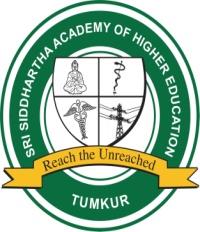 SRI SIDDHARTHA ACADEMY OF HIGHER EDUCATION
Reach the Unreached
TUMKUR